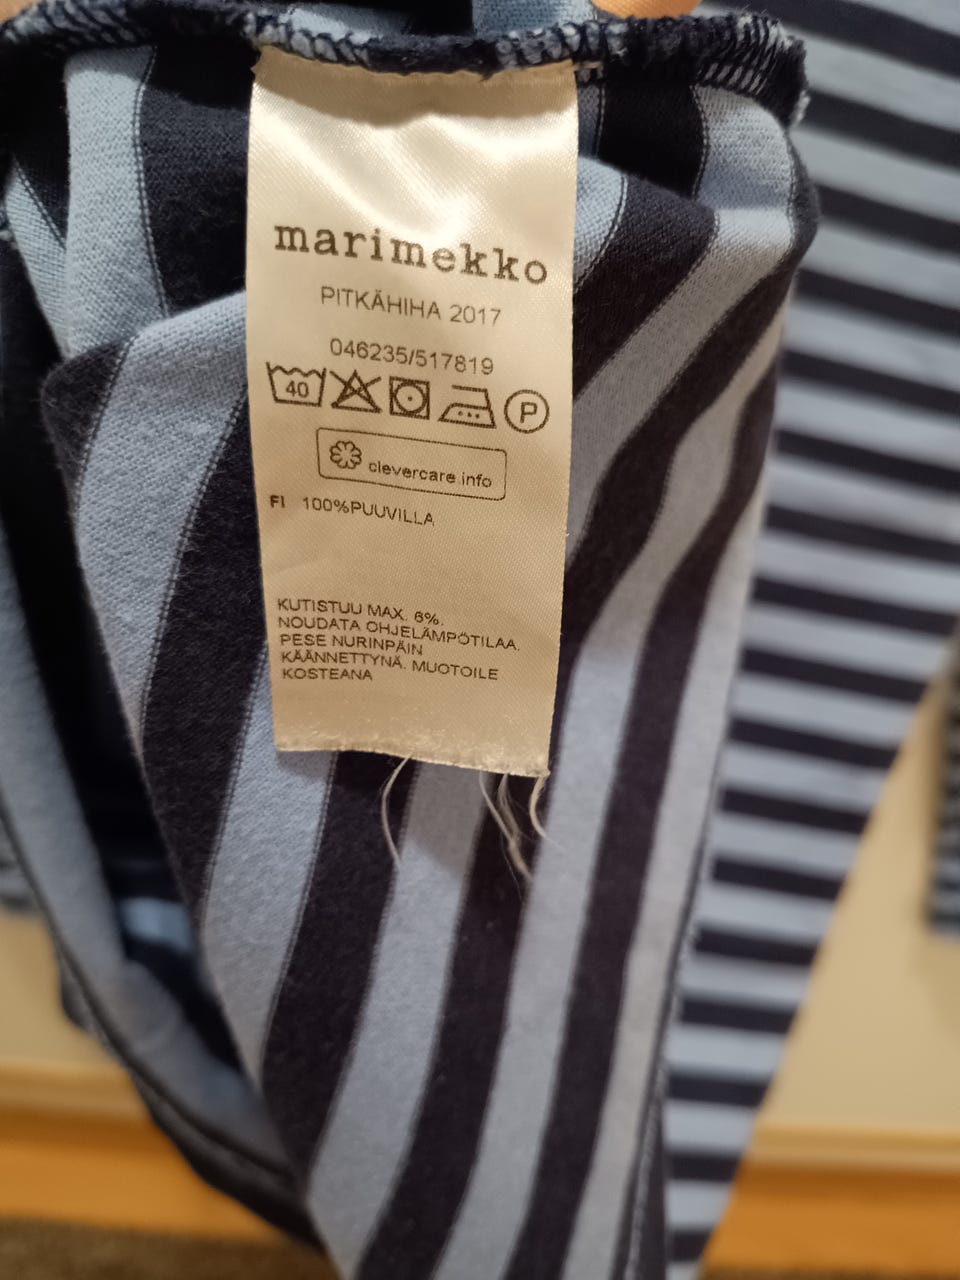 marimekko
PITKÄHIHA 2017
046235/517819
40 P
clevercare.info
FI 100%PUUVILLA
KUTISTUU MAX. 6%.
NOUDATA OHJELÄMPÖTILAA.
PESE NURINPÄIN
KÄÄNNETTYNÄ. MUOTOILE
KOSTEANA